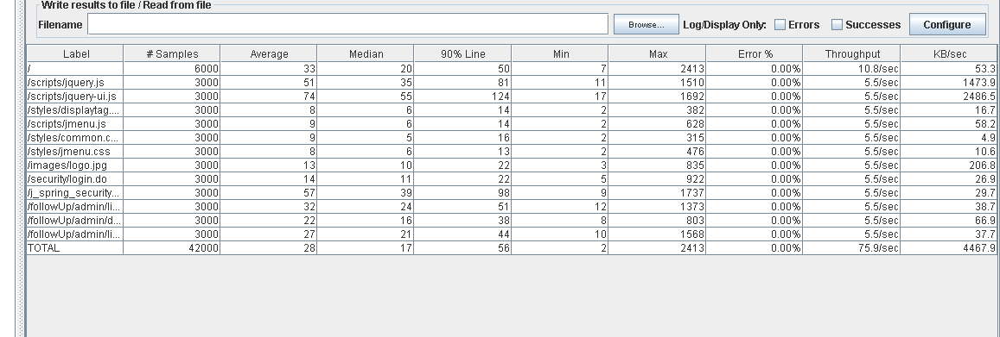 Write results to file / Read from file
Filename Browse... Log/Display Only: Errors Successes Configure
Label # Samples Average Median 90% Line Min Max Error % Throughput KB/sec
/ 6000 33 20 50 7 2413 0.00% 10.8/sec 53.3
/scripts/jquery.js 3000 51 35 81 11 1510 0.00% 5.5/sec 1473.9
/scripts/jquery-ui.js 3000 74 55 124 17 1692 0.00% 5.5/sec 2486.5
/styles/displaytag.... 3000 8 6 14 2 382 0.00% 5.5/sec 16.7
/scripts/jmenu.js 3000 9 6 14 2 628 0.00% 5.5/sec 58.2
/styles/common.c... 3000 9 5 16 2 315 0.00% 5.5/sec 4.9
/styles/jmenu.css 3000 8 6 13 2 476 0.00% 5.5/sec 10.6
/images/logo.jpg 3000 13 10 22 3 835 0.00% 5.5/sec 206.8
/security/login.do 3000 14 11 22 5 922 0.00% 5.5/sec 26.9
/j_spring_security... 3000 57 39 98 9 1737 0.00% 5.5/sec 29.7
/followUp/admin/li... 3000 32 24 51 12 1373 0.00% 5.5/sec 38.7
/followUp/admin/d... 3000 22 16 38 8 803 0.00% 5.5/sec 66.9
/followUp/admin/li... 3000 27 21 44 10 1568 0.00% 5.5/sec 37.7
TOTAL 42000 28 17 56 2 2413 0.00% 75.9/sec 4467.9